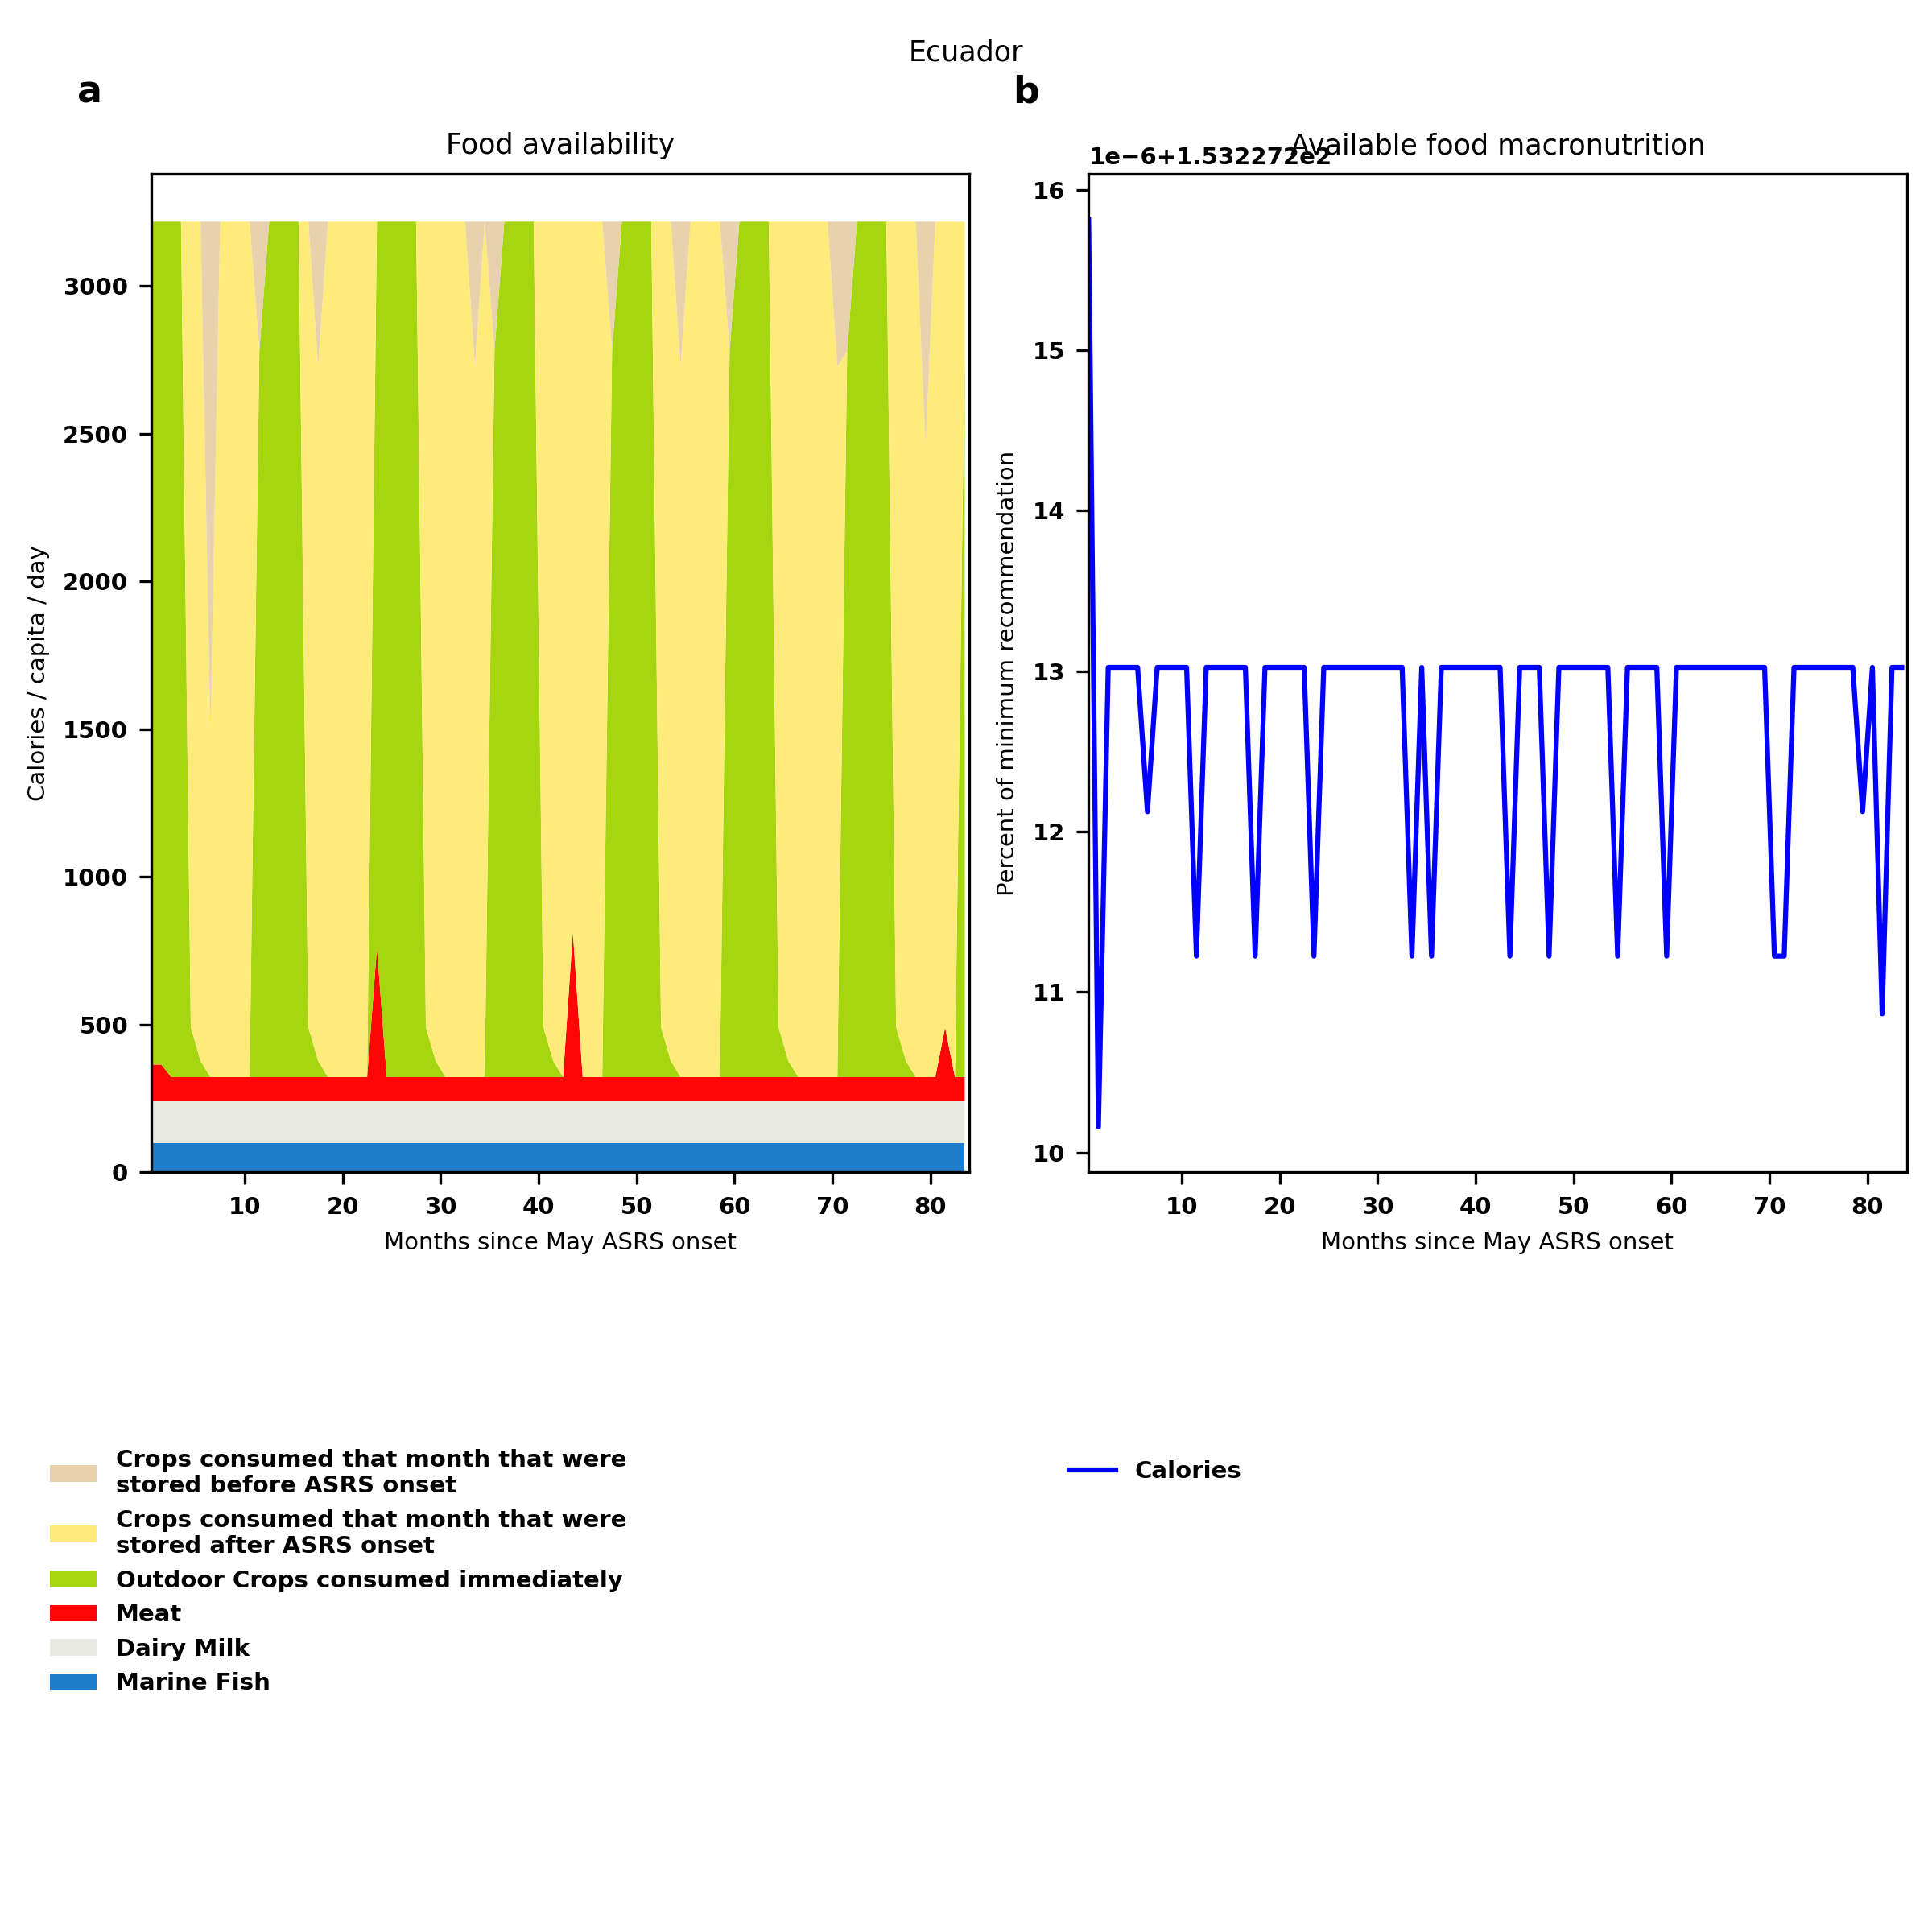 Ecuador
a
b
Food availability
Available food macronutrition
1e−6+1.532272e2
Calories / capita / day
3000
2500
2000
1500
1000
500
0
10 20 30 40 50 60 70 80
Months since May ASRS onset
Percent of minimum recommendation
16
15
14
13
12
11
10
10 20 30 40 50 60 70 80
Months since May ASRS onset
Crops consumed that month that were
stored before ASRS onset
Crops consumed that month that were
stored after ASRS onset
Outdoor Crops consumed immediately
Meat
Dairy Milk
Marine Fish
Calories